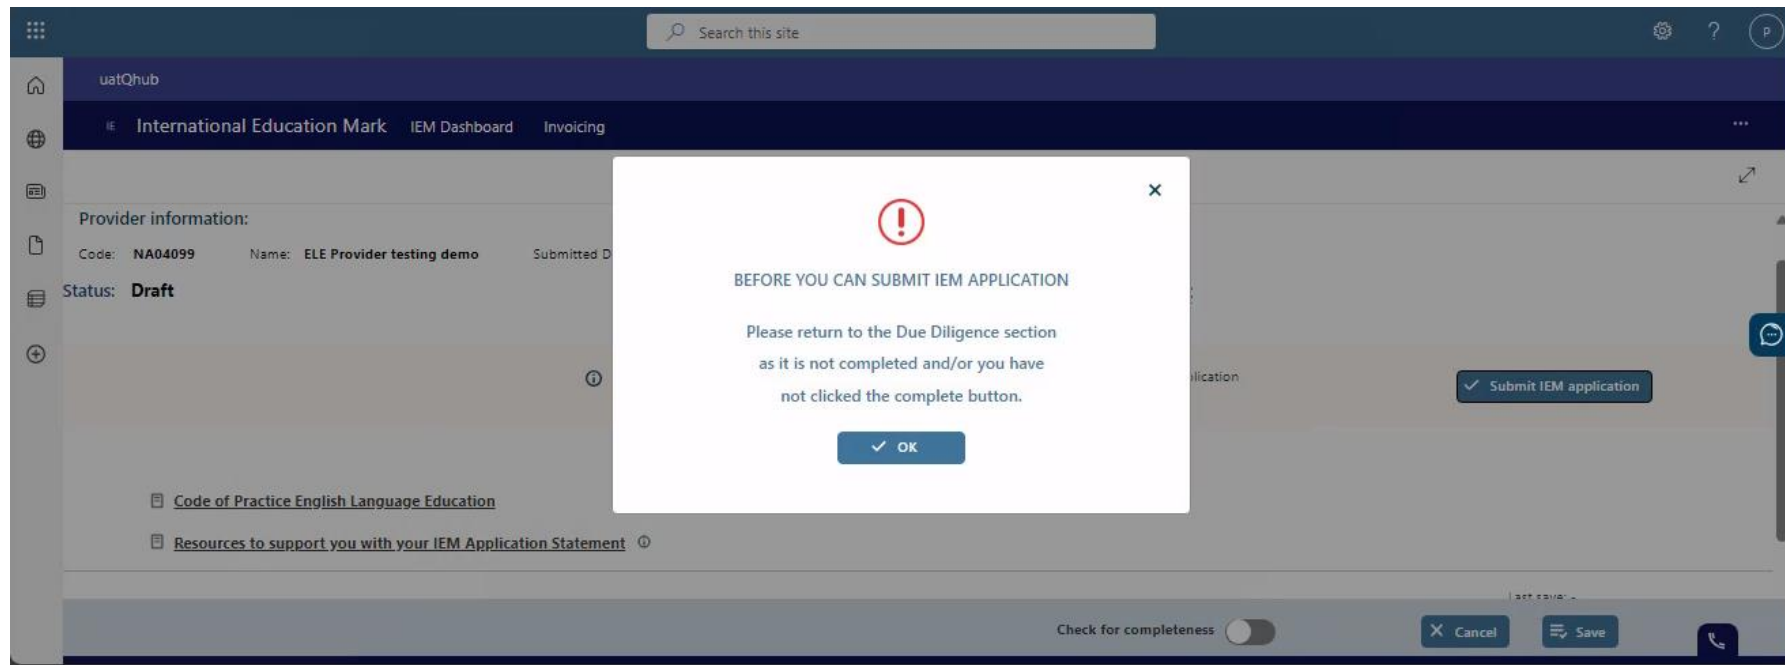 Search this site
?
P
uatQhub
IE International Education Mark IEM Dashboard Invoicing
Provider information:
Code: NA04099 Name: ELE Provider testing demo Submitted D
Status: Draft
BEFORE YOU CAN SUBMIT IEM APPLICATION
Please return to the Due Diligence section
as it is not completed and/or you have
not clicked the complete button.
OK
lication
Submit IEM application
Code of Practice English Language Education
Resources to support you with your IEM Application Statement
Last save: -
Check for completeness
Cancel
Save